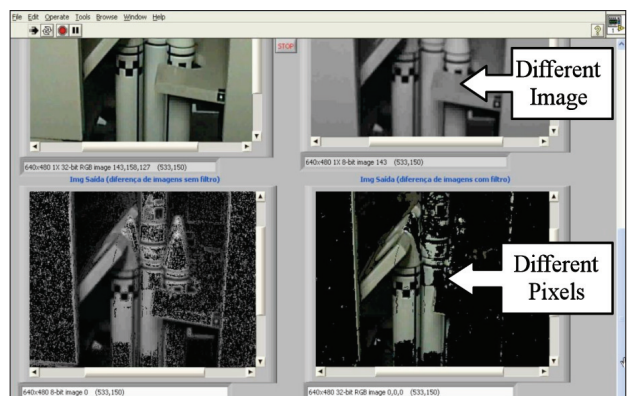 File Edit Operate Tools Browse Window Help
STOP
Different
Image
640x480 1X 32-bit RGB image 143,158,127 (533,150)
640x480 1X 8-bit image 143 (533,150)
Img Saída (diferença de imagens sem filtro)
Img Saída (diferença de imagens com filtro)
Different
Pixels
640x480 8-bit image 0 (533,150)
640x480 32-bit RGB image 0,0,0 (533,150)